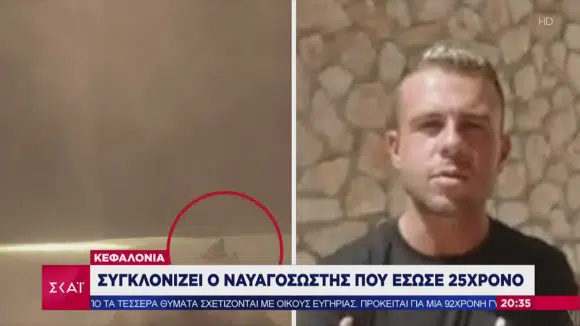 HD
ΚΕΦΑΛΟΝΙΑ
ΣΚΑΪ
ΣΥΓΚΛΟΝΙΖΕΙ Ο ΝΑΥΑΓΟΣΩΣΤΗΣ ΠΟΥ ΕΣΩΣΕ 25ΧΡΟΝΟ
ΠΟ ΤΑ ΤΕΣΣΕΡΑ ΘΥΜΑΤΑ ΣΧΕΤΙΖΟΝΤΑΙ ΜΕ ΟΙΚΟΥΣ ΕΥΓΗΡΙΑΣ. ΠΡΟΚΕΙΤΑΙ ΓΙΑ ΜΙΑ 92ΧΡΟΝΗ Γ
20:35